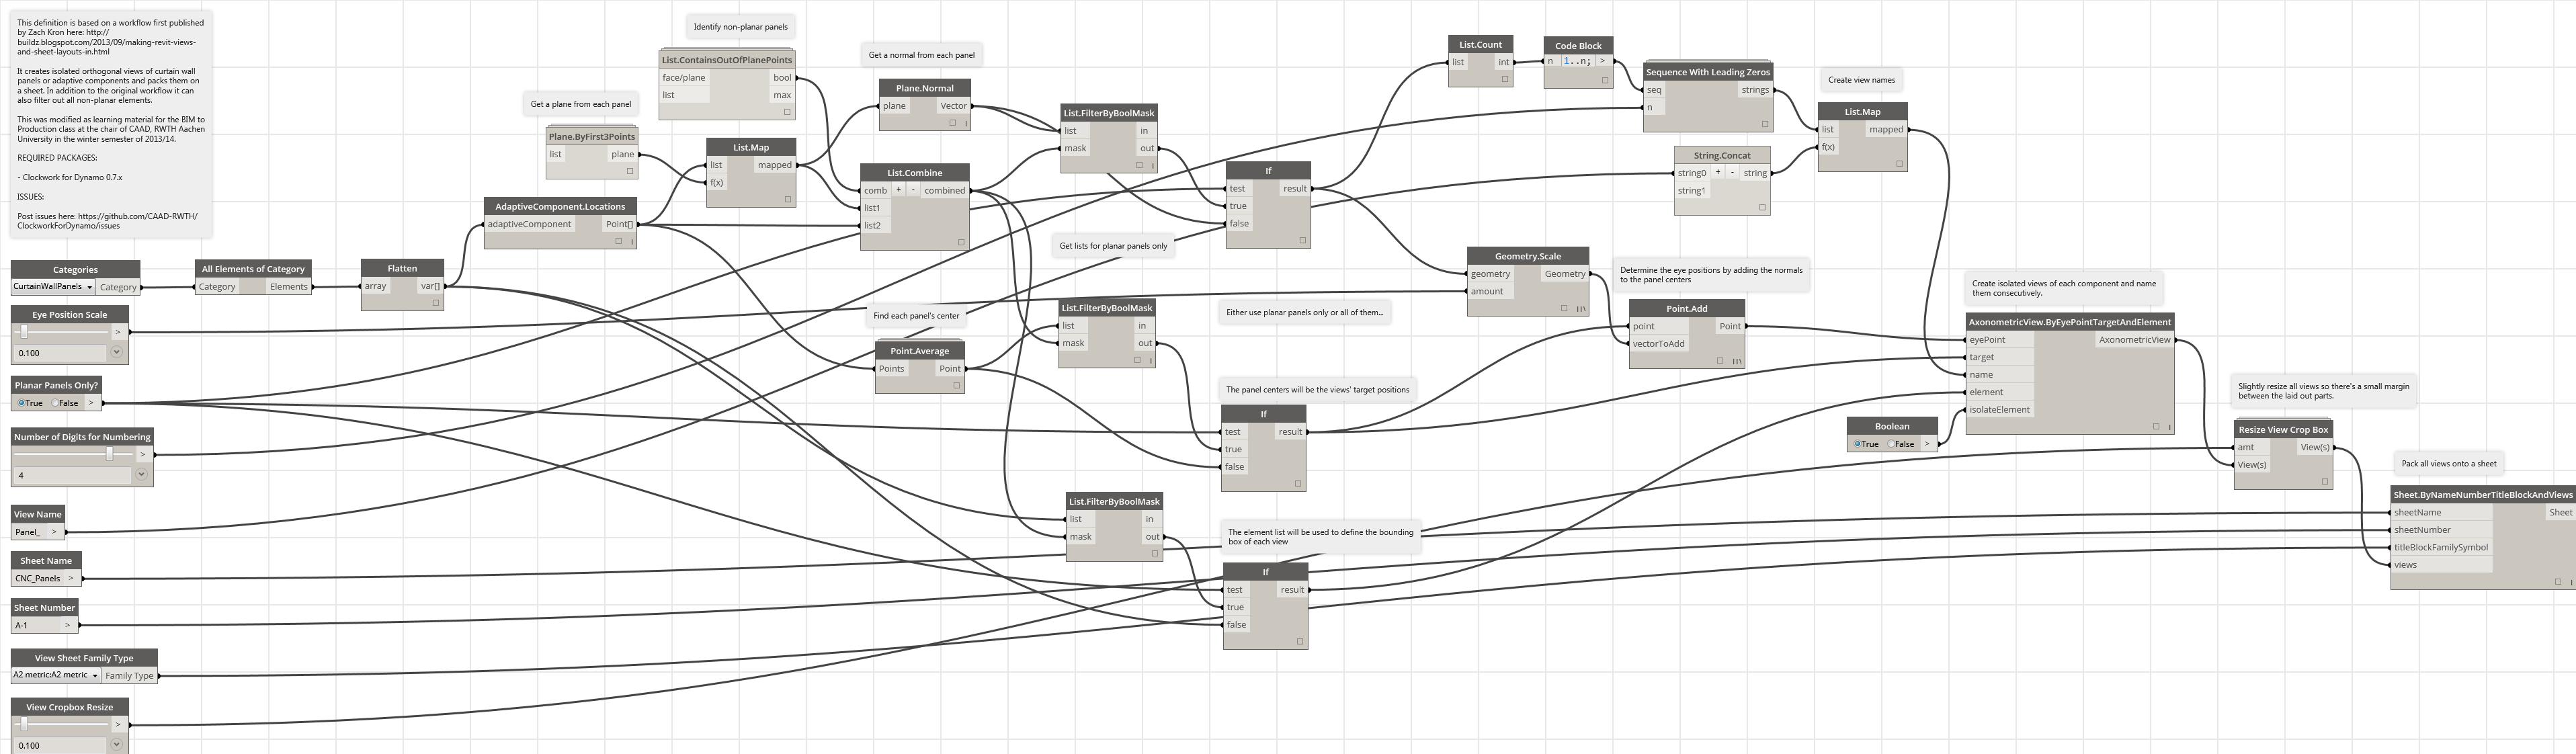 This definition is based on a workflow first published
by Zach Kron here: http://
buildz.blogspot.com/2013/09/making-revit-views-
and-sheet-layouts-in.html
It creates isolated orthogonal views of curtain wall
panels or adaptive components and packs them on
a sheet. In addition to the original workflow it can
also filter out all non-planar elements.
This was modified as learning material for the BIM to
Production class at the chair of CAAD, RWTH Aachen
University in the winter semester of 2013/14.
REQUIRED PACKAGES:
- Clockwork for Dynamo 0.7.x
ISSUES:
Post issues here: https://github.com/CAAD-RWTH/
ClockworkForDynamo/issues
Categories
CurtainWallPanels
Category
All Elements of Category
Category
Elements
Flatten
array
var[]
Eye Position Scale
>
0.100
Planar Panels Only?
True
False
>
Number of Digits for Numbering
>
4
View Name
Panel_
>
Sheet Name
CNC_Panels
>
Sheet Number
A-1
>
View Sheet Family Type
A2 metric:A2 metric
Family Type
View Cropbox Resize
>
0.100
AdaptiveComponent.Locations
adaptiveComponent
Point[]
Get a plane from each panel
Plane.ByFirst3Points
list
plane
Identify non-planar panels
List.ContainsOutOfPlanePoints
face/plane
bool
list
max
List.Map
list
mapped
f(x)
Get a normal from each panel
Plane.Normal
plane
Vector
List.Combine
comb
+
-
combined
list1
list2
Find each panel's center
Point.Average
Points
Point
List.FilterByBoolMask
list
in
mask
out
Get lists for planar panels only
List.FilterByBoolMask
list
in
mask
out
List.FilterByBoolMask
list
in
mask
out
If
test
result
true
false
Either use planar panels only or all of them...
The panel centers will be the views' target positions
If
test
result
true
false
The element list will be used to define the bounding
box of each view
If
test
result
true
false
List.Count
list
int
Code Block
n
1..n;
>
Sequence With Leading Zeros
seq
strings
n
String.Concat
string0
+
-
string
string1
Create view names
List.Map
list
mapped
f(x)
Geometry.Scale
geometry
Geometry
amount
Determine the eye positions by adding the normals
to the panel centers
Point.Add
point
Point
vectorToAdd
Boolean
True
False
>
Create isolated views of each component and name
them consecutively.
AxonometricView.ByEyePointTargetAndElement
eyePoint
AxonometricView
target
name
element
isolateElement
Slightly resize all views so there's a small margin
between the laid out parts.
Resize View Crop Box
amt
View(s)
View(s)
Pack all views onto a sheet
Sheet.ByNameNumberTitleBlockAndViews
sheetName
Sheet
sheetNumber
titleBlockFamilySymbol
views